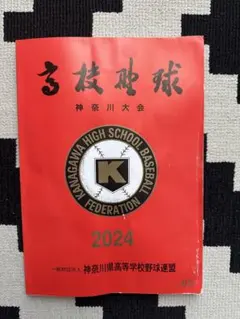 高校野球
神奈川大会
KANAGAWA HIGH SCHOOL BASEBALL
FEDERATION
K
2024
一般財団法人 神奈川県高等学校野球連盟